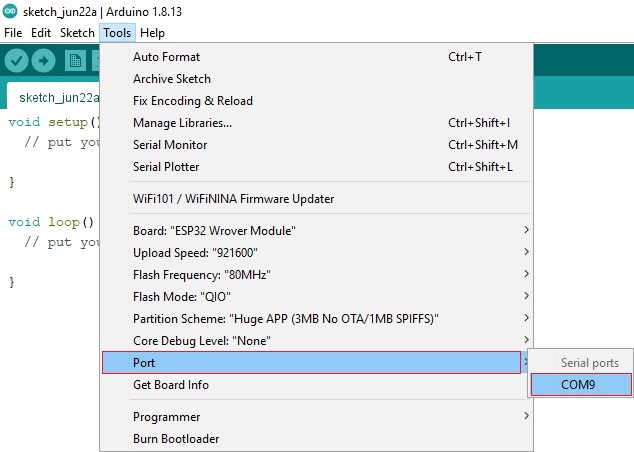 sketch_jun22a | Arduino 1.8.13
File Edit Sketch Tools Help
Auto Format Ctrl+T
Archive Sketch
sketch_jun22a
Fix Encoding & Reload
void setup()
Manage Libraries... Ctrl+Shift+I
// put you
Serial Monitor Ctrl+Shift+M
Serial Plotter Ctrl+Shift+L
}
WiFi101 / WiFiNINA Firmware Updater
void loop()
Board: "ESP32 Wrover Module"
// put you
Upload Speed: "921600"
Flash Frequency: "80MHz"
}
Flash Mode: "QIO"
Partition Scheme: "Huge APP (3MB No OTA/1MB SPIFFS)"
Core Debug Level: "None"
Port
Serial ports
COM9
Get Board Info
Programmer
Burn Bootloader